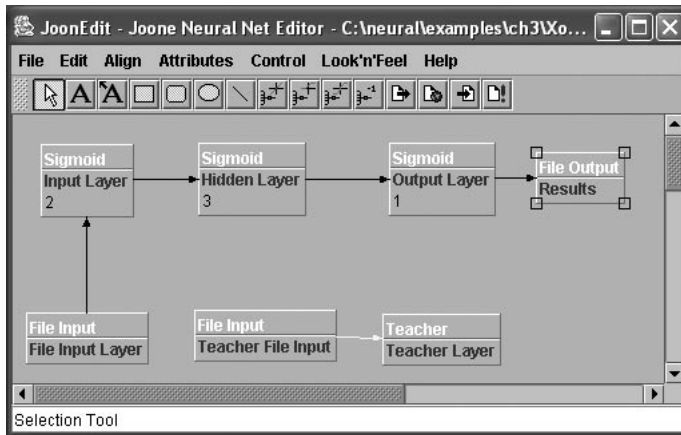 JoonEdit - Joone Neural Net Editor - C:\neural\examples\ch3\Xo...
File Edit Align Attributes Control Look'n'Feel Help
A A
Sigmoid
Input Layer
2
Sigmoid
Hidden Layer
3
Sigmoid
Output Layer
1
File Output
Results
File Input
File Input Layer
File Input
Teacher File Input
Teacher
Teacher Layer
Selection Tool